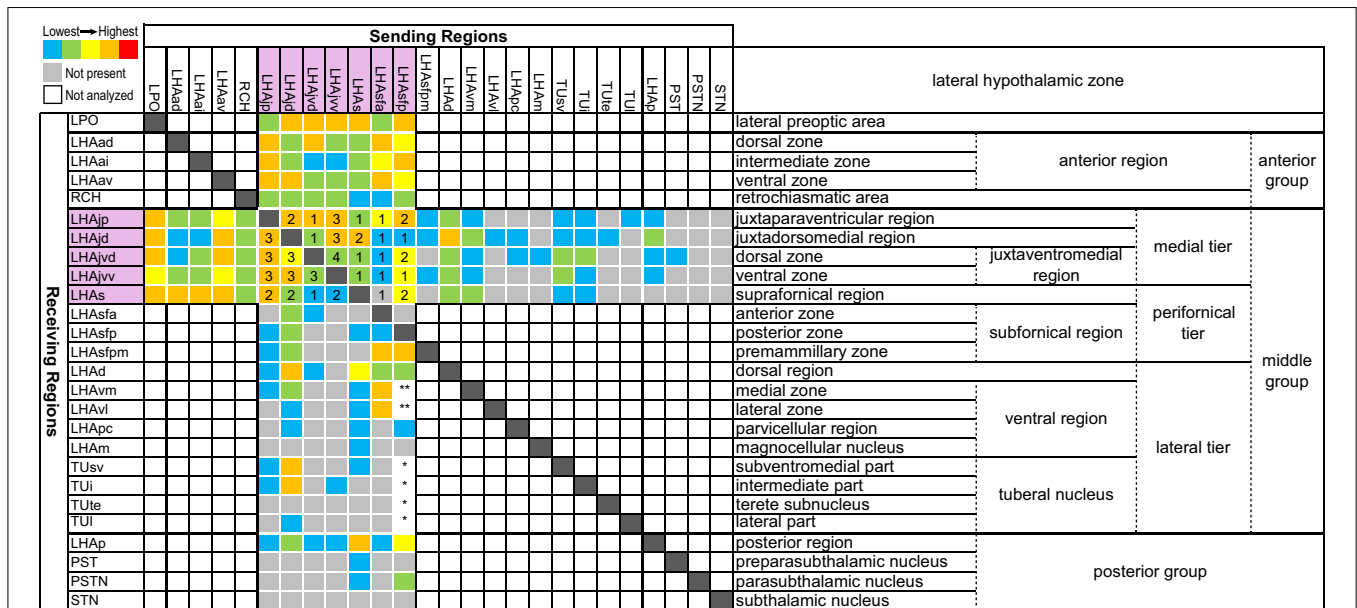 Lowest→Highest
Not present
Not analyzed
Sending Regions
LPO LHAad LHAai LHAav RCH LHAjp LHAjd LHAjvd LHAjvv LHAs LHAsfa LHAsfp LHAsfpm LHAd LHAvm LHAvl LHApc LHAm TUsv TUi TUte TUl LHAp PST PSTN STN
lateral hypothalamic zone
Receiving Regions
LPO lateral preoptic area
LHAad dorsal zone
LHAai intermediate zone
LHAav ventral zone
RCH retrochiasmatic area
anterior region
anterior
group
LHAjp 2 1 3 1 1 2 juxtaparaventricular region
LHAjd 3 1 3 2 1 1 juxtadorsomedial region
LHAjvd 3 3 4 1 1 2 dorsal zone
LHAjvv 3 3 3 1 1 1 ventral zone
juxtaventromedial
region
medial tier
LHAs 2 2 1 2 1 2 suprafornical region
LHAsfa anterior zone
LHAsfp posterior zone
LHAsfpm premammillary zone
subfornical region
perifornical
tier
LHAd dorsal region
LHAvm ** medial zone
LHAvl ** lateral zone
LHApc parvicellular region
LHAm magnocellular nucleus
ventral region
TUsv * subventromedial part
TUi * intermediate part
TUte * terete subnucleus
TUl * lateral part
tuberal nucleus
lateral tier
middle
group
LHAp posterior region
PST preparasubthalamic nucleus
PSTN parasubthalamic nucleus
STN subthalamic nucleus
posterior group